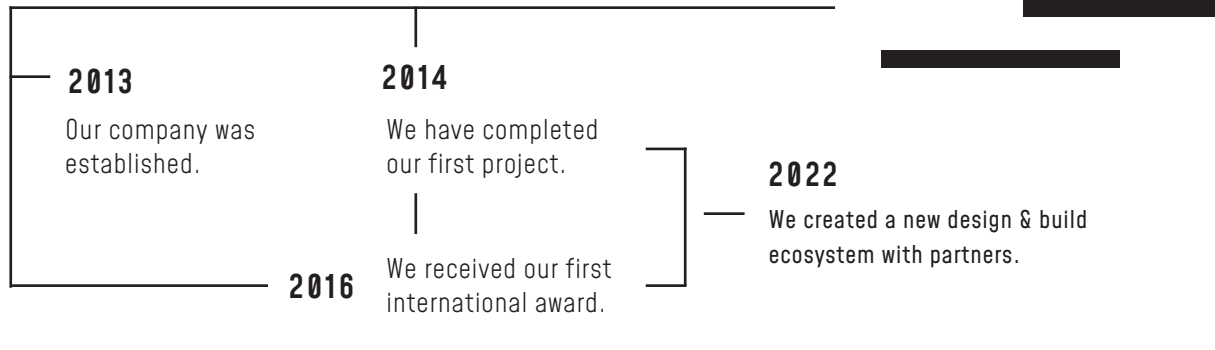 2013
Our company was
established.
2014
We have completed
our first project.
2016
We received our first
international award.
2022
We created a new design & build
ecosystem with partners.